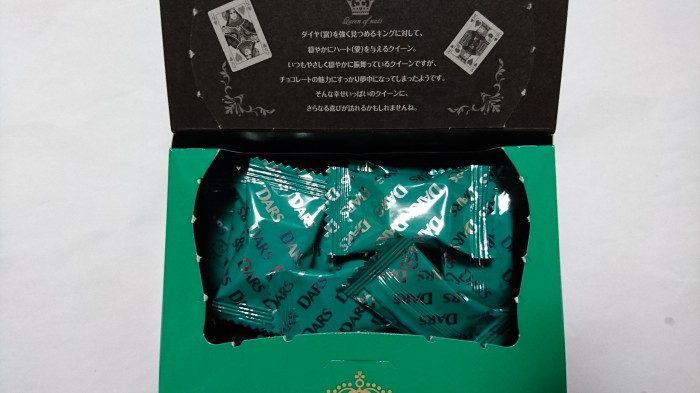 Queen of nuts
ダイヤ(富)を強く見つめるキングに対して、
穏やかにハート(愛)を与えるクイーン。
いつもやさしく穏やかに振舞っているクイーンですが、
チョコレートの魅力にすっかり夢中になってしまったようです。
そんな幸せいっぱいのクイーンに、
さらなる喜びが訪れるかもしれませんね。
DARS DARS
DARS DARS DARS
DARS DARS
DARS DARS DARS
DARS